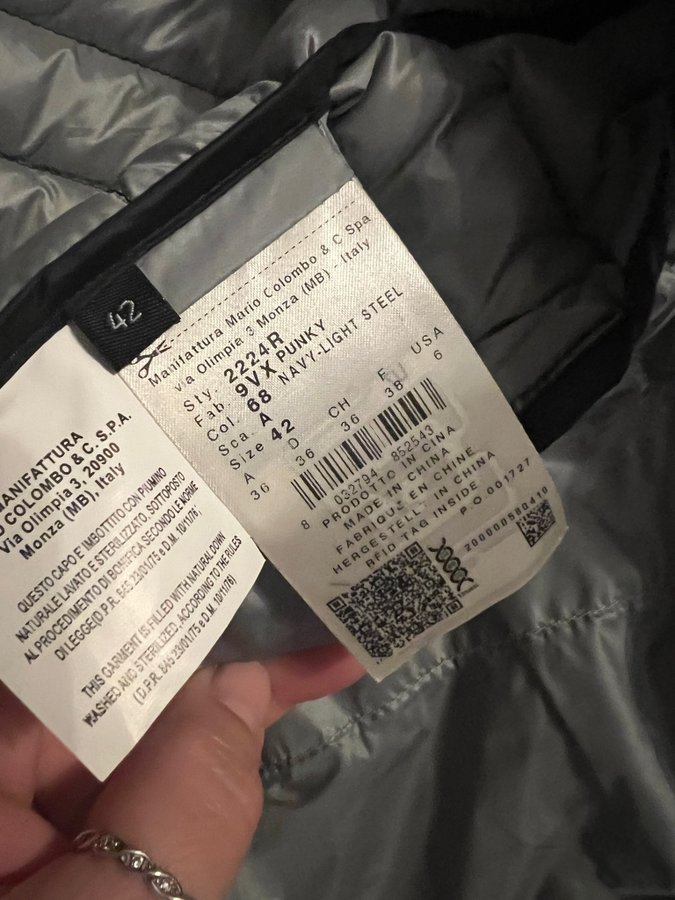 42
Manifattura Mario Colombo & C Spa
via Olimpia 3 Monza (MB) - Italy
Sty. 2224R
Fab. 9VX PUNKY
Col. 68 NAVY-LIGHT STEEL
Sca. A
Size 42
A D CH F USA
36 36 36 38 6
8 032794 852543
PRODOTTO IN CINA
MADE IN CHINA
FABRIQUE EN CHINE
HERGESTELLT IN CHINA
RFID TAG INSIDE
P.O 001727
200000580410
MANIFATTURA
COLOMBO & C. S.P.A.
Via Olimpia 3, 20900
Monza (MB), Italy
QUESTO CAPO E IMBOTTITO CON PIUMINO
NATURALE LAVATO E STERILIZZATO, SOTTOPOSTO
AL PROCEDIMENTO DI BONIFICA SECONDO LE NORME
DI LEGGE(D.P.R. 845 23/01/75 e D.M. 10/11/76)
THIS GARMENT IS FILLED WITH NATURAL DOWN
WASHED AND STERILIZED, ACCORDING TO THE RULES
(D.P.R. 845 23/01/75 e D.M. 10/11/76)